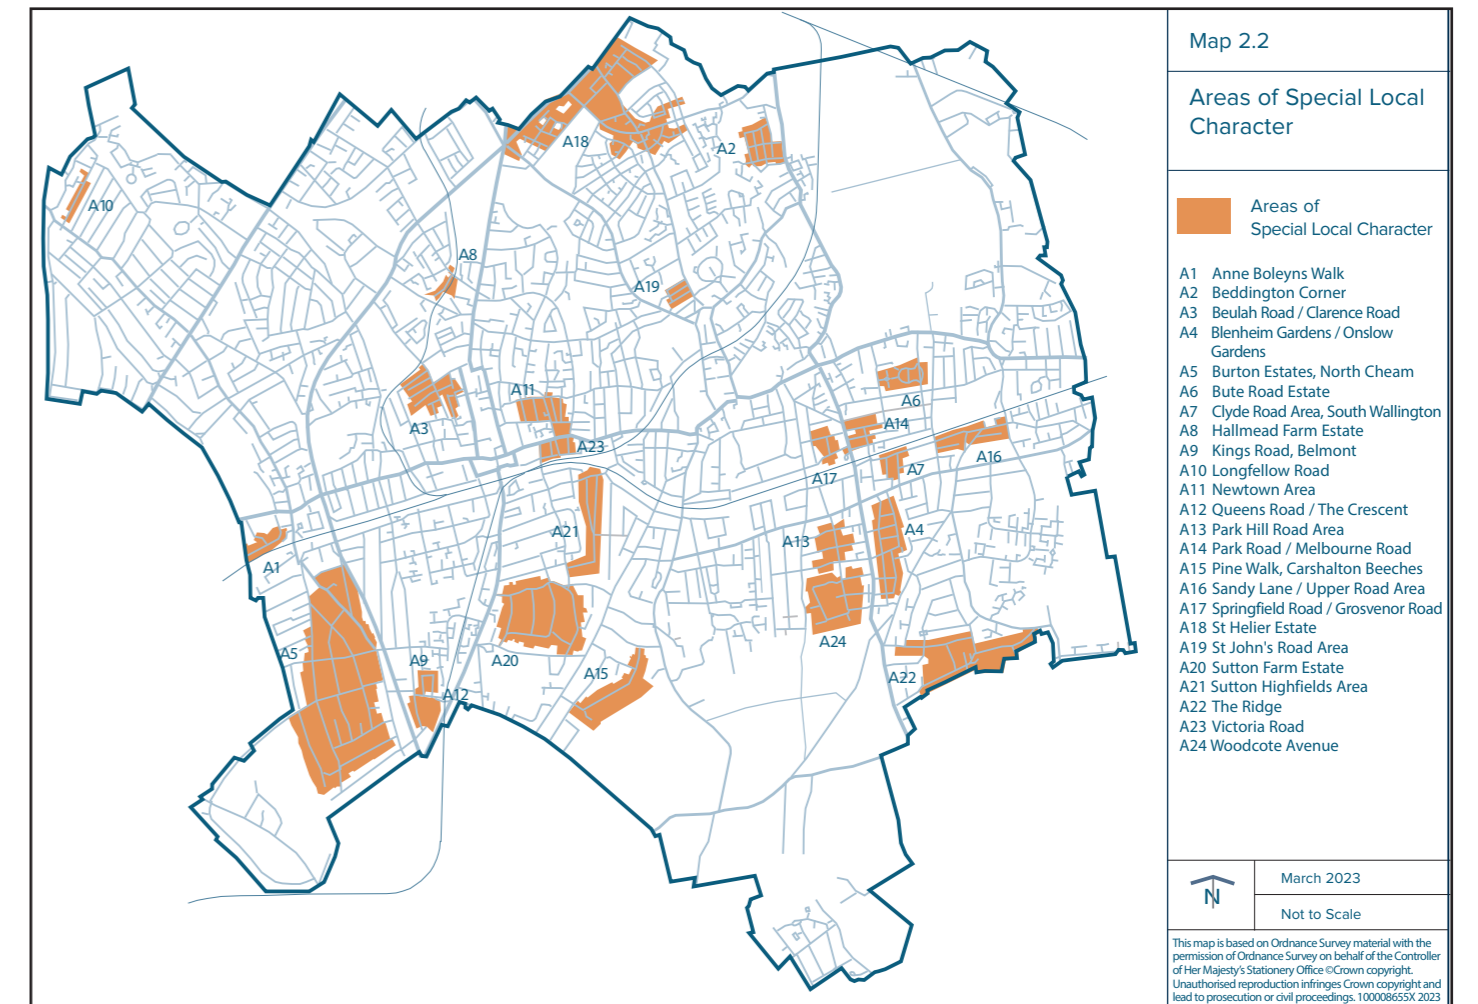 Map 2.2
Areas of Special Local
Character
Areas of
Special Local Character
A1 Anne Boleyns Walk
A2 Beddington Corner
A3 Beulah Road / Clarence Road
A4 Blenheim Gardens / Onslow
Gardens
A5 Burton Estates, North Cheam
A6 Bute Road Estate
A7 Clyde Road Area, South Wallington
A8 Hallmead Farm Estate
A9 Kings Road, Belmont
A10 Longfellow Road
A11 Newtown Area
A12 Queens Road / The Crescent
A13 Park Hill Road Area
A14 Park Road / Melbourne Road
A15 Pine Walk, Carshalton Beeches
A16 Sandy Lane / Upper Road Area
A17 Springfield Road / Grosvenor Road
A18 St Helier Estate
A19 St John's Road Area
A20 Sutton Farm Estate
A21 Sutton Highfields Area
A22 The Ridge
A23 Victoria Road
A24 Woodcote Avenue
N
March 2023
Not to Scale
This map is based on Ordnance Survey material with the
permission of Ordnance Survey on behalf of the Controller
of Her Majesty's Stationery Office ©Crown copyright.
Unauthorised reproduction infringes Crown copyright and
lead to prosecution or civil proceedings. 100008655X 2023
A18
A2
A10
A8
A19
A11
A6
A3
A14
A23
A16
A7
A17
A21
A4
A13
A1
A24
A5
A9
A20
A15
A22
A12